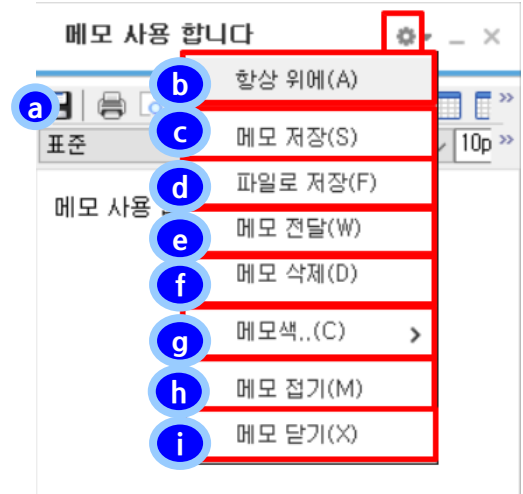 메모 사용 합니다
b 항상 위에(A)
a
표준
10p
c 메모 저장(S)
d 파일로 저장(F)
메모 사용
e 메모 전달(W)
f 메모 삭제(D)
g 메모색..(C)
h 메모 접기(M)
i 메모 닫기(X)